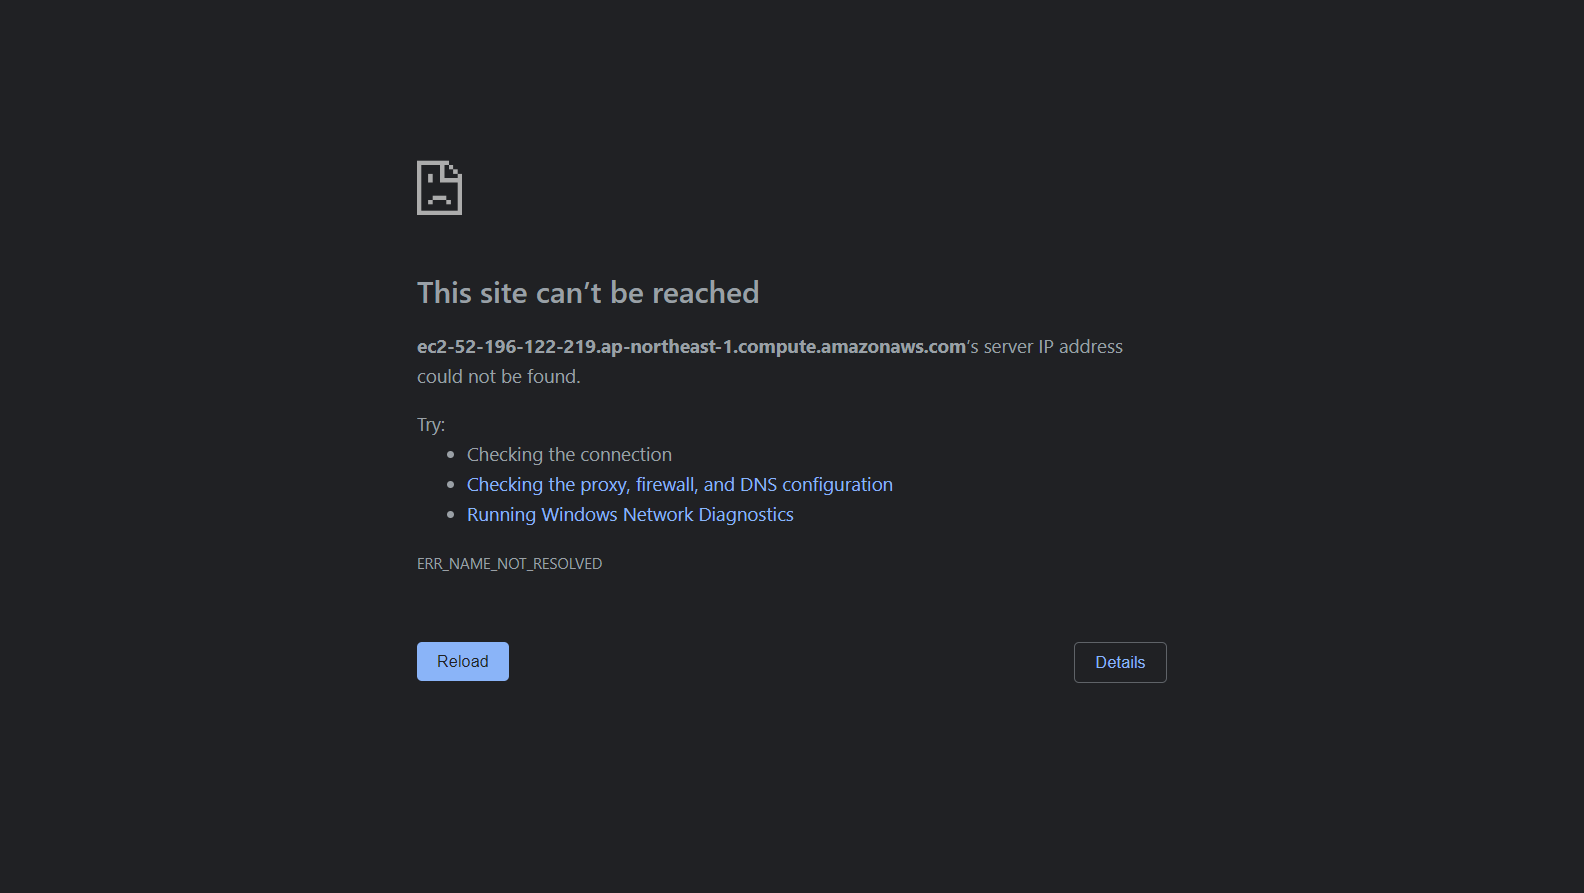 This site can’t be reached
ec2-52-196-122-219.ap-northeast-1.compute.amazonaws.com’s server IP address
could not be found.
Try:
• Checking the connection
• Checking the proxy, firewall, and DNS configuration
• Running Windows Network Diagnostics
ERR_NAME_NOT_RESOLVED
Reload
Details